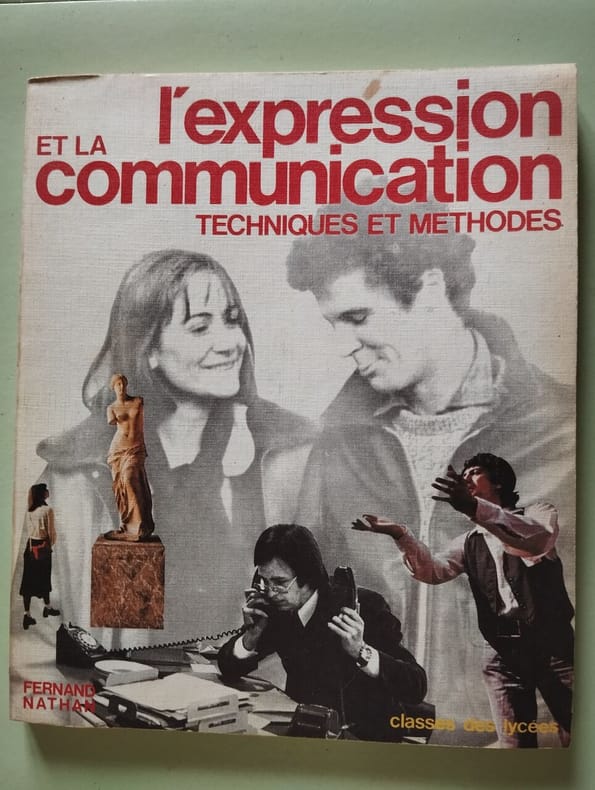 l'expression
ET LA
communication
TECHNIQUES ET METHODES
FERNAND
NATHAN
classes des lycées